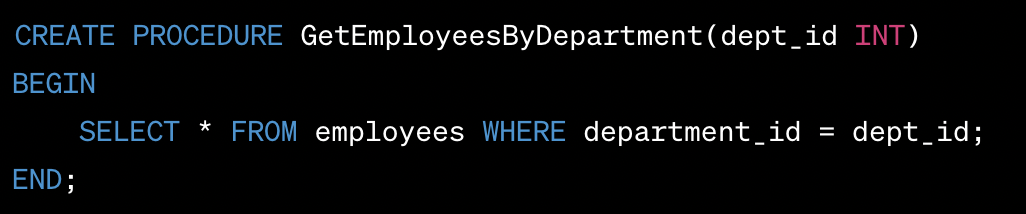 CREATE PROCEDURE GetEmployeesByDepartment(dept_id INT)
BEGIN
    SELECT * FROM employees WHERE department_id = dept_id;
END;